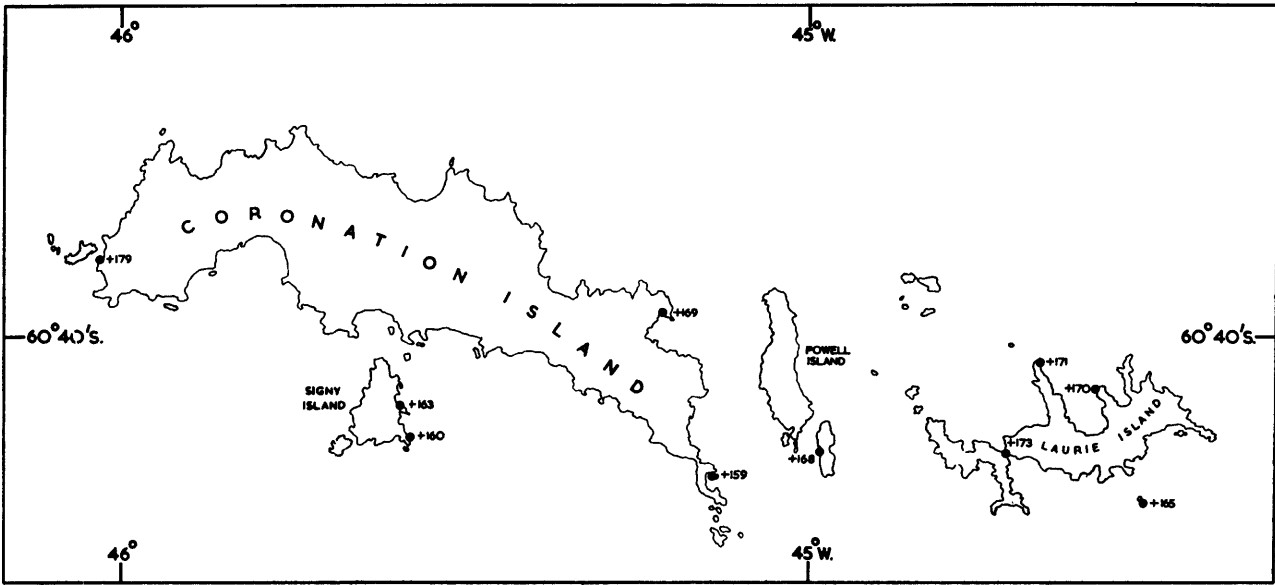 46° 45°W.
CORONATION ISLAND
+179
+169
60°40'S. 60°40'S.
POWELL
ISLAND
+171
SIGNY
ISLAND
+170
+163
LAURIE ISLAND
+160
+173
+168
+159
+165
46° 45°W.